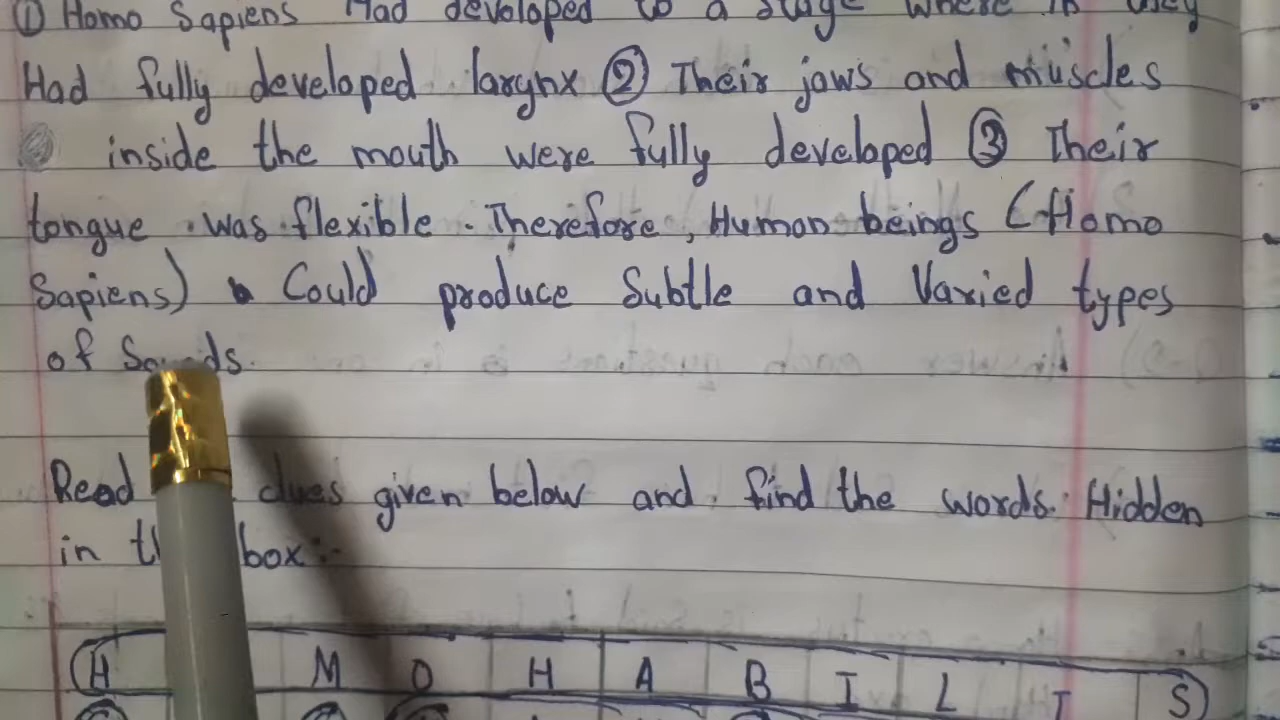 ① Homo Sapiens Had developed to a stage where in they
Had fully developed larynx ② Their jaws and muscles
inside the mouth were fully developed ③ Their
tongue was flexible. Therefore, Human beings (Homo
Sapiens) Could produce Subtle and Varied types
of Sounds.
Read clues given below and find the words Hidden
in box:-
H M O H A B I L I S